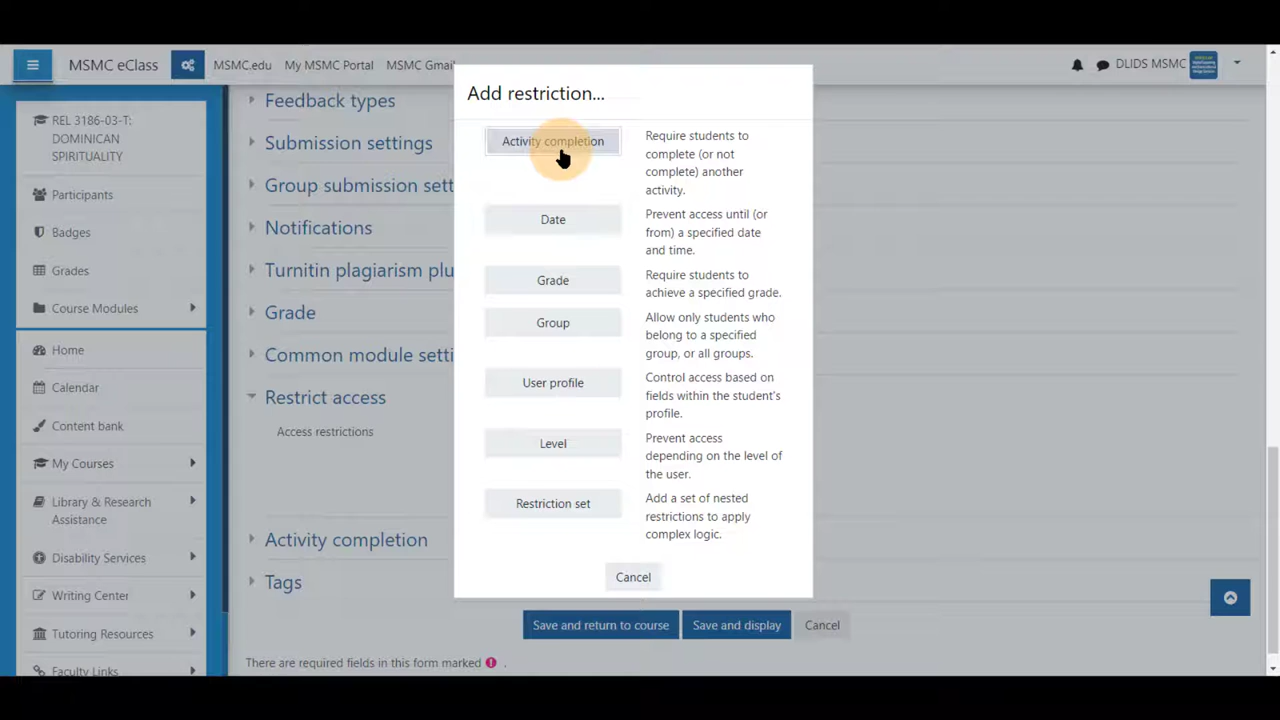 MSMC eClass
MSMC.edu
My MSMC Portal
MSMC Gmai
DLIDS MSMC
REL 3186-03-T:
DOMINICAN
SPIRITUALITY
Participants
Badges
Grades
Course Modules
Home
Calendar
Content bank
My Courses
Library & Research
Assistance
Disability Services
Writing Center
Tutoring Resources
Faculty Links
Feedback types
Submission settings
Group submission sett
Notifications
Turnitin plagiarism plu
Grade
Common module setti
Restrict access
Access restrictions
Activity completion
Tags
Add restriction...
Activity completion
Require students to
complete (or not
complete) another
activity.
Date
Prevent access until (or
from) a specified date
and time.
Grade
Require students to
achieve a specified grade.
Group
Allow only students who
belong to a specified
group, or all groups.
User profile
Control access based on
fields within the student's
profile.
Level
Prevent access
depending on the level of
the user.
Restriction set
Add a set of nested
restrictions to apply
complex logic.
Cancel
Save and return to course
Save and display
Cancel
There are required fields in this form marked .